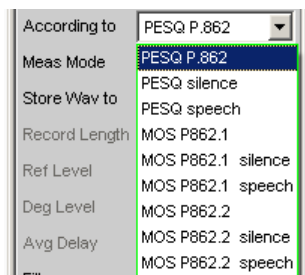 According to PESQ P.862
Meas Mode PESQ P.862
PESQ silence
Store Wav to
PESQ speech
Record Length MOS P862.1
MOS P862.1 silence
Ref Level
MOS P862.1 speech
Deg Level
MOS P862.2
MOS P862.2 silence
Avg Delay
MOS P862.2 speech